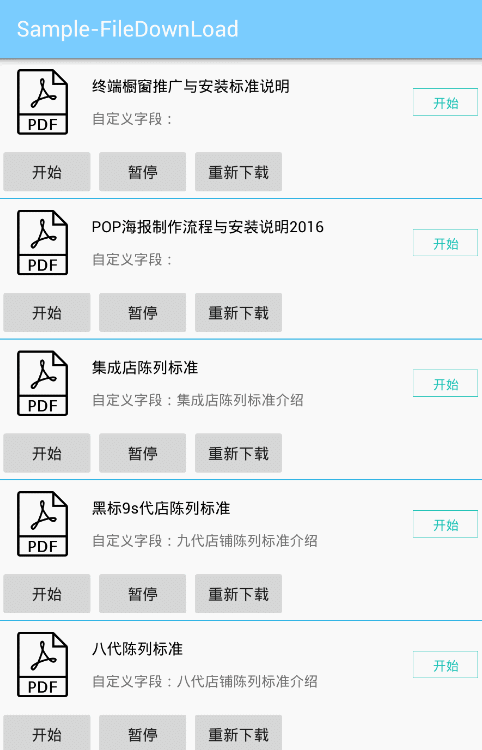 Sample-FileDownLoad
终端橱窗推广与安装标准说明
自定义字段：
开始
PDF
开始 暂停 重新下载
POP海报制作流程与安装说明2016
自定义字段：
开始
PDF
开始 暂停 重新下载
集成店陈列标准
自定义字段：集成店陈列标准介绍
开始
PDF
开始 暂停 重新下载
黑标9s代店陈列标准
自定义字段：九代店铺陈列标准介绍
开始
PDF
开始 暂停 重新下载
八代陈列标准
自定义字段：八代店铺陈列标准介绍
开始
PDF
开始 暂停 重新下载